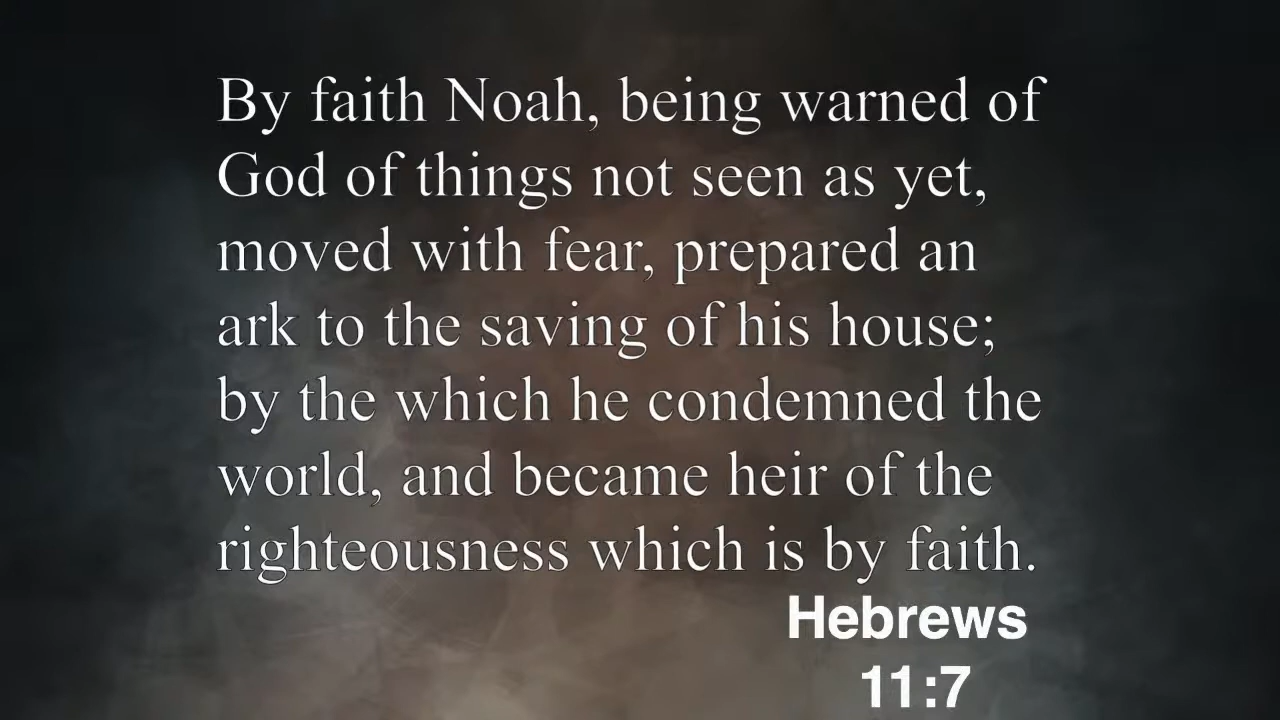 By faith Noah, being warned of
God of things not seen as yet,
moved with fear, prepared an
ark to the saving of his house;
by the which he condemned the
world, and became heir of the
righteousness which is by faith.
Hebrews
11:7